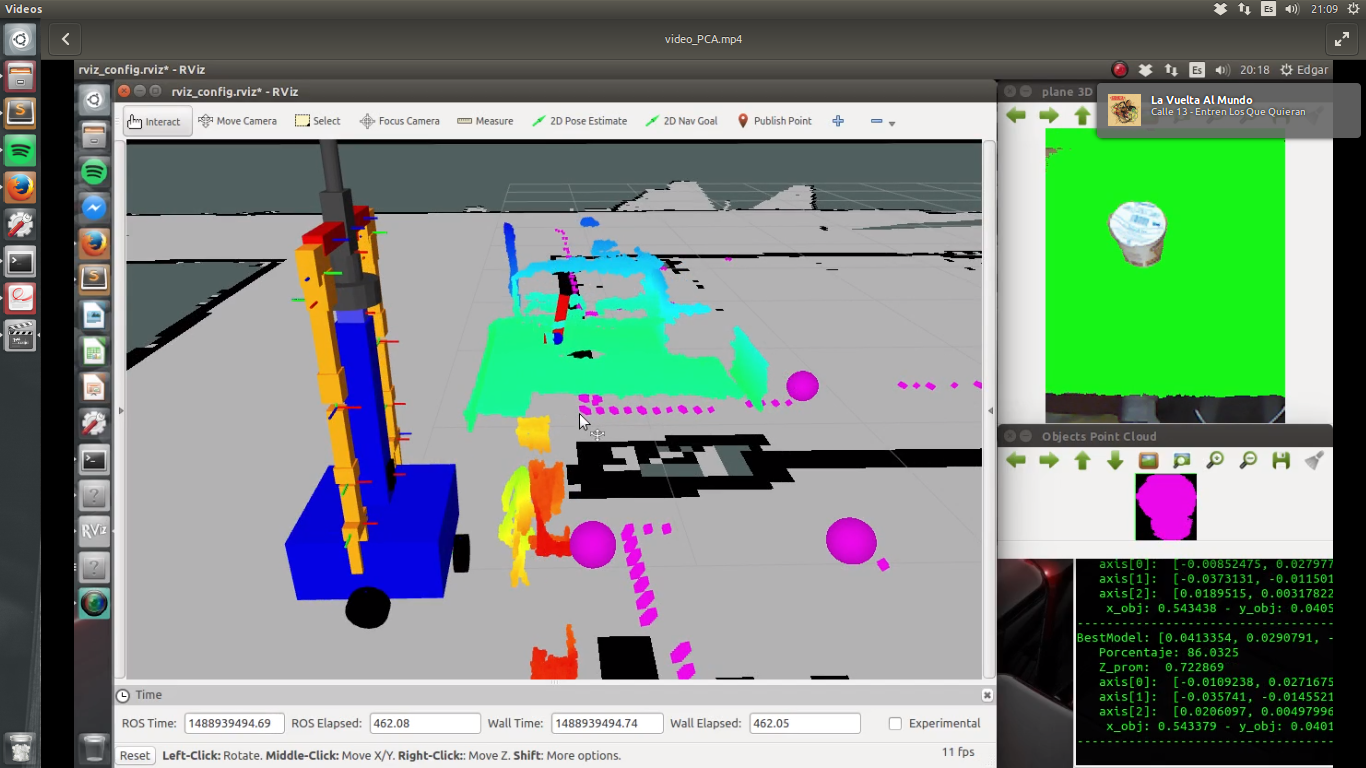 Videos
Es
21:09
video_PCA.mp4
rviz_config.rviz* - RViz
Es
20:18
Edgar
rviz_config.rviz* - RViz
plane 3D
La Vuelta Al Mundo
Calle 13 - Entren Los Que Quieran
Interact
Move Camera
Select
Focus Camera
Measure
2D Pose Estimate
2D Nav Goal
Publish Point
Objects Point Cloud
RViz
axis[0]: [-0.00852475, 0.027977
axis[1]: [-0.0373131, -0.011501
axis[2]: [0.0189515, 0.00317822
x_obj: 0.543438 - y_obj: 0.0405
BestModel: [0.0413354, 0.0290791, -
Porcentaje: 86.0325
Z_prom: 0.722869
axis[0]: [-0.0109238, 0.0271675
axis[1]: [-0.035741, -0.0145521
axis[2]: [0.0206097, 0.00497996
x_obj: 0.543379 - y_obj: 0.0401
Time
ROS Time: 1488939494.69 ROS Elapsed: 462.08 Wall Time: 1488939494.74 Wall Elapsed: 462.05 Experimental
Reset Left-Click: Rotate. Middle-Click: Move X/Y. Right-Click:: Move Z. Shift: More options. 11 fps